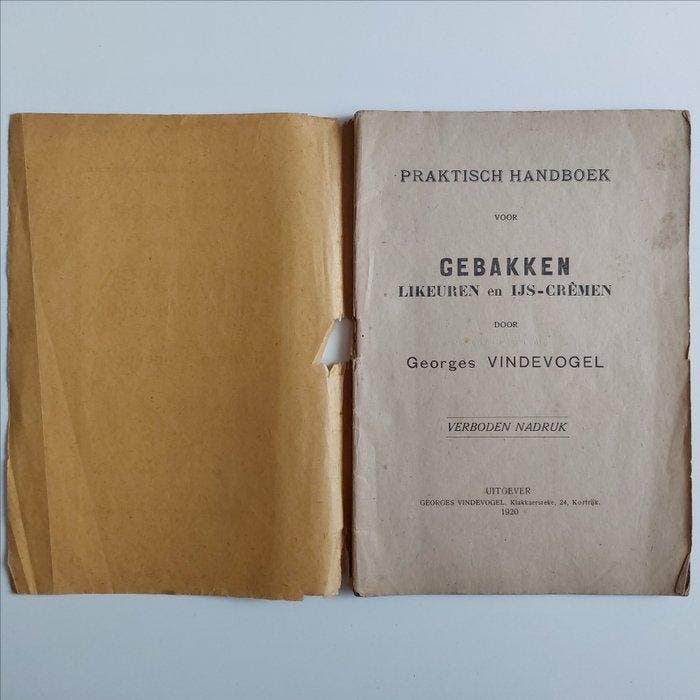 PRAKTISCH HANDBOEK
VOOR
GEBAKKEN
LIKEUREN en IJS-CRÊMEN
DOOR
Georges VINDEVOGEL
VERBODEN NADRUK
UITGEVER
GEORGES VINDEVOGEL, Klakkaersteke, 24, Kortrijk.
1920